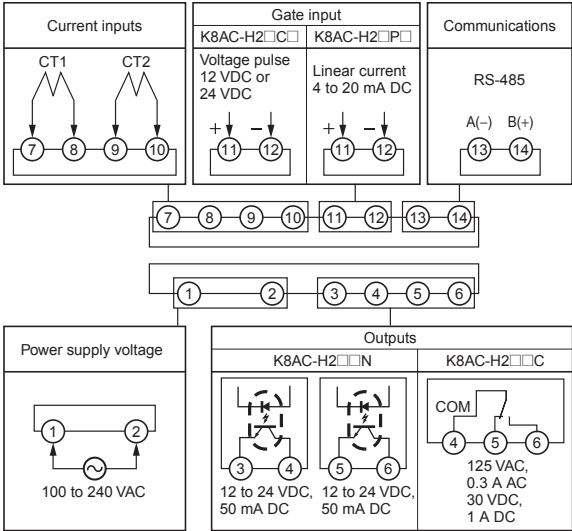 Current inputs
CT1 CT2
7 8 9 10
Gate input
K8AC-H2□C□ K8AC-H2□P□
Voltage pulse
12 VDC or
24 VDC
+ −
11 12
Linear current
4 to 20 mA DC
+ −
11 12
Communications
RS-485
A(−) B(+)
13 14
7 8 9 10 11 12 13 14
1 2 3 4 5 6
Power supply voltage
1 2
100 to 240 VAC
Outputs
K8AC-H2□□N K8AC-H2□□C
3 4
12 to 24 VDC,
50 mA DC
5 6
12 to 24 VDC,
50 mA DC
COM
4 5 6
125 VAC,
0.3 A AC
30 VDC,
1 A DC